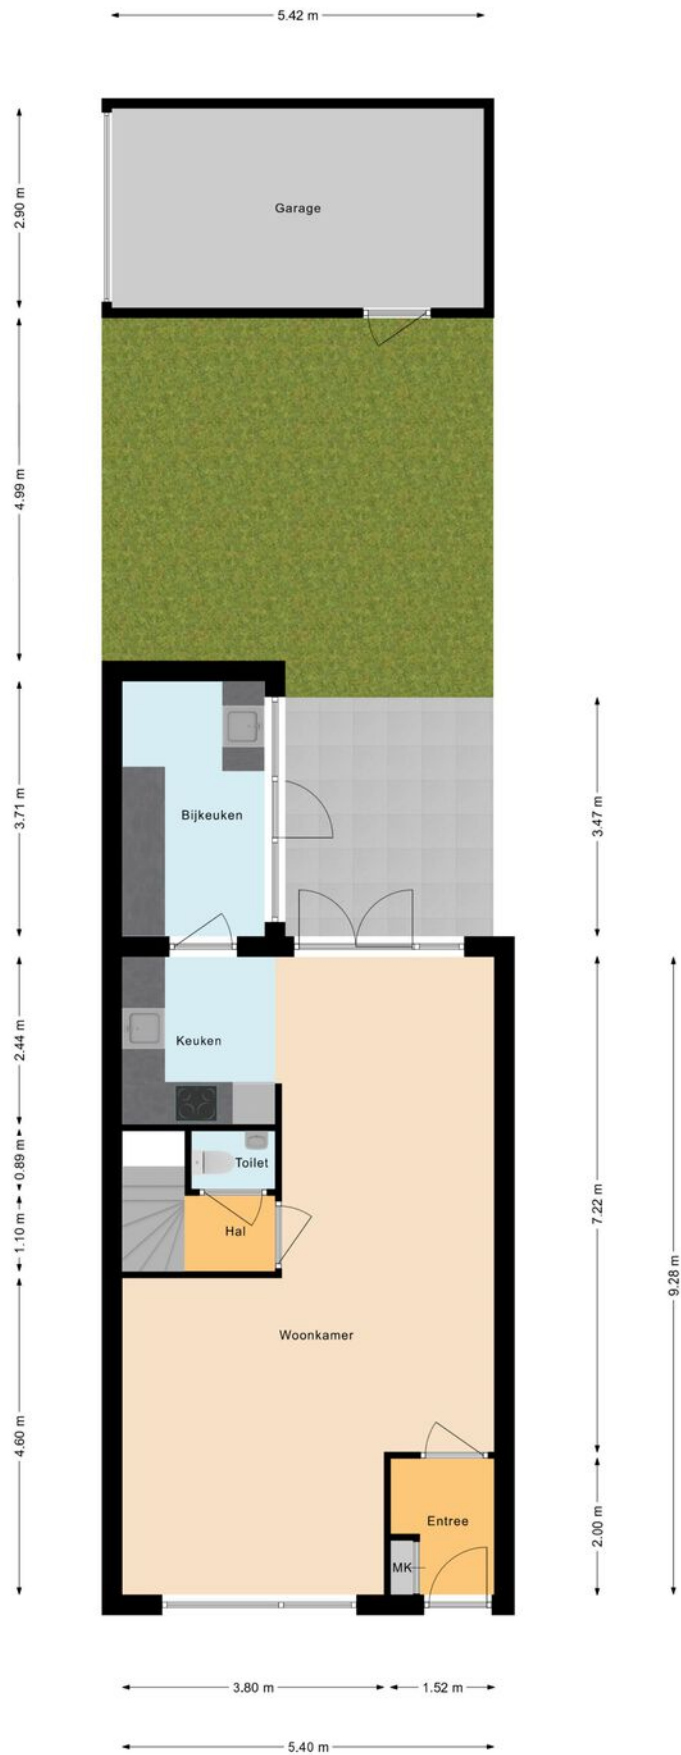 5.42 m
2.90 m
Garage
4.99 m
3.71 m
Bijkeuken
3.47 m
2.44 m
Keuken
0.89 m
Toilet
1.10 m
Hal
7.22 m
9.28 m
Woonkamer
4.60 m
Entree
2.00 m
MK
3.80 m
1.52 m
5.40 m